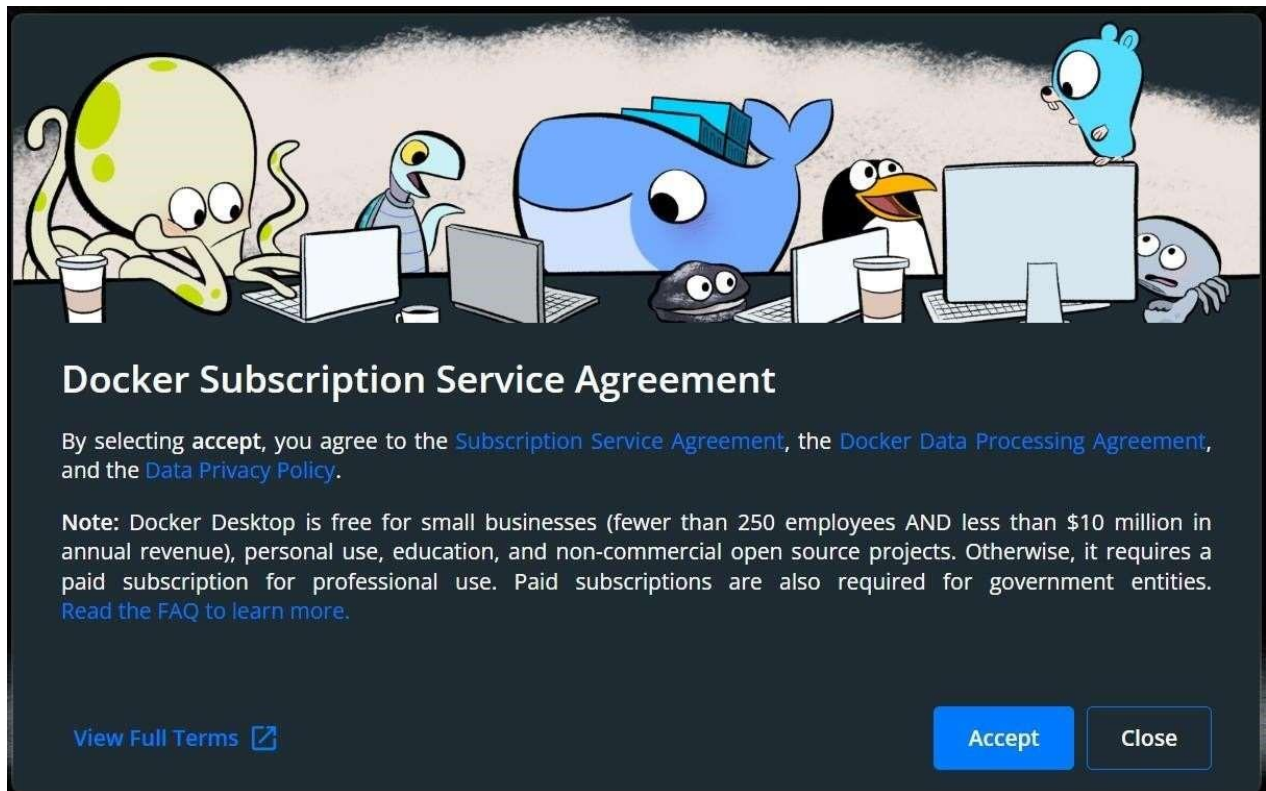 Docker Subscription Service Agreement
By selecting accept, you agree to the Subscription Service Agreement, the Docker Data Processing Agreement,
and the Data Privacy Policy.
Note: Docker Desktop is free for small businesses (fewer than 250 employees AND less than $10 million in
annual revenue), personal use, education, and non-commercial open source projects. Otherwise, it requires a
paid subscription for professional use. Paid subscriptions are also required for government entities.
Read the FAQ to learn more.
View Full Terms
Accept
Close